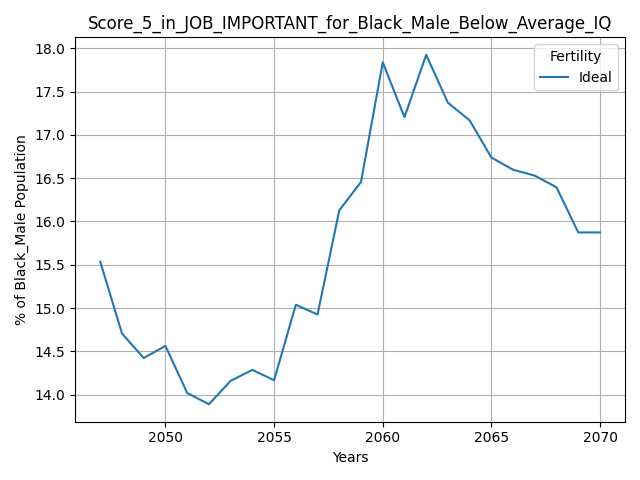 Score_5_in_JOB_IMPORTANT_for_Black_Male_Below_Average_IQ
Fertility
Ideal
18.0
17.5
17.0
16.5
16.0
15.5
15.0
14.5
14.0
% of Black_Male Population
2050 2055 2060 2065 2070
Years